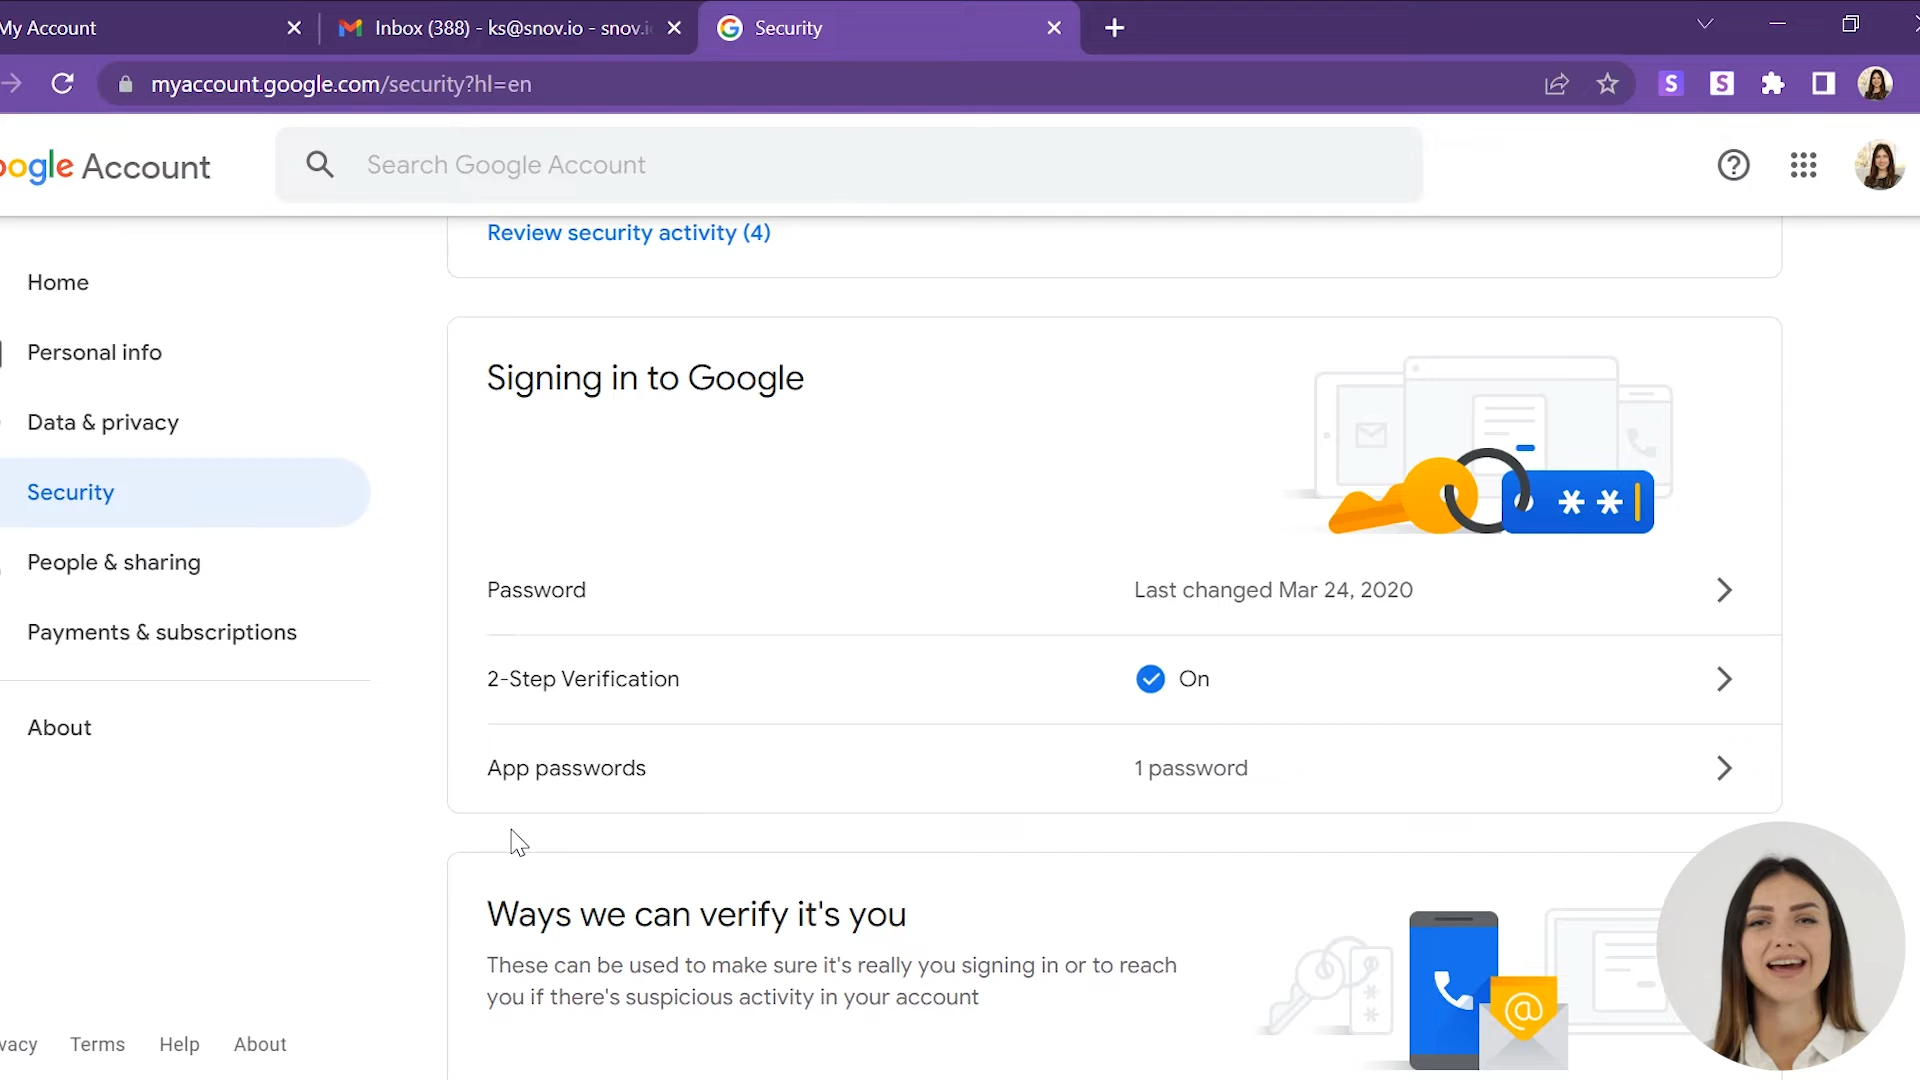 My Account
Inbox (388) - ks@snov.io - snov.i
Security
myaccount.google.com/security?hl=en
oogle Account
Search Google Account
Review security activity (4)
Home
Personal info
Data & privacy
Security
People & sharing
Payments & subscriptions
About
Signing in to Google
* *
Password
Last changed Mar 24, 2020
2-Step Verification
On
App passwords
1 password
Ways we can verify it's you
These can be used to make sure it's really you signing in or to reach
you if there's suspicious activity in your account
vacy
Terms
Help
About